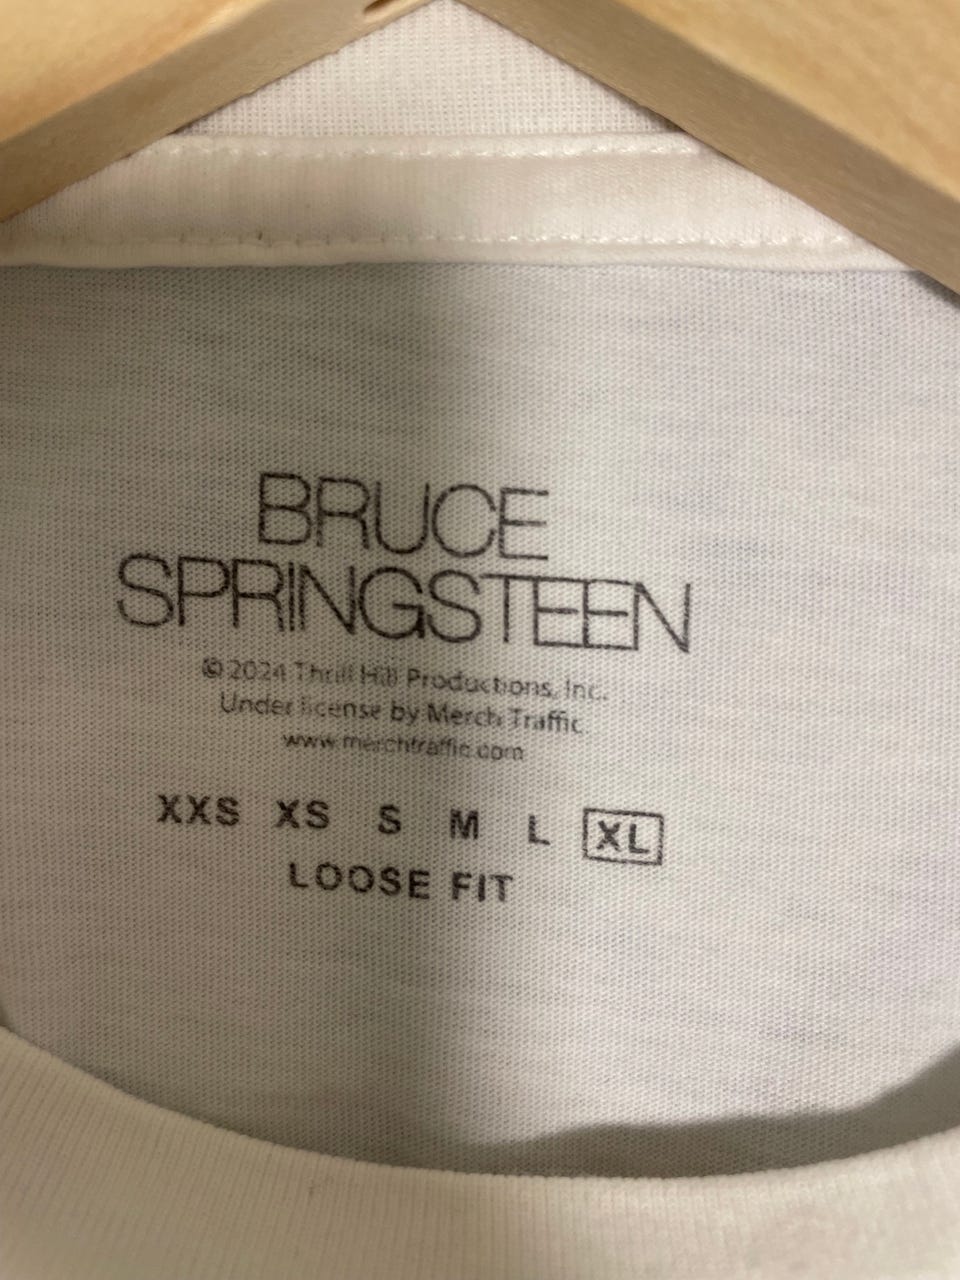 BRUCE
SPRINGSTEEN
© 2024 Thrill Hill Productions, Inc.
Under license by Merch Traffic
www.merchtraffic.com
XXS XS S M L XL
LOOSE FIT